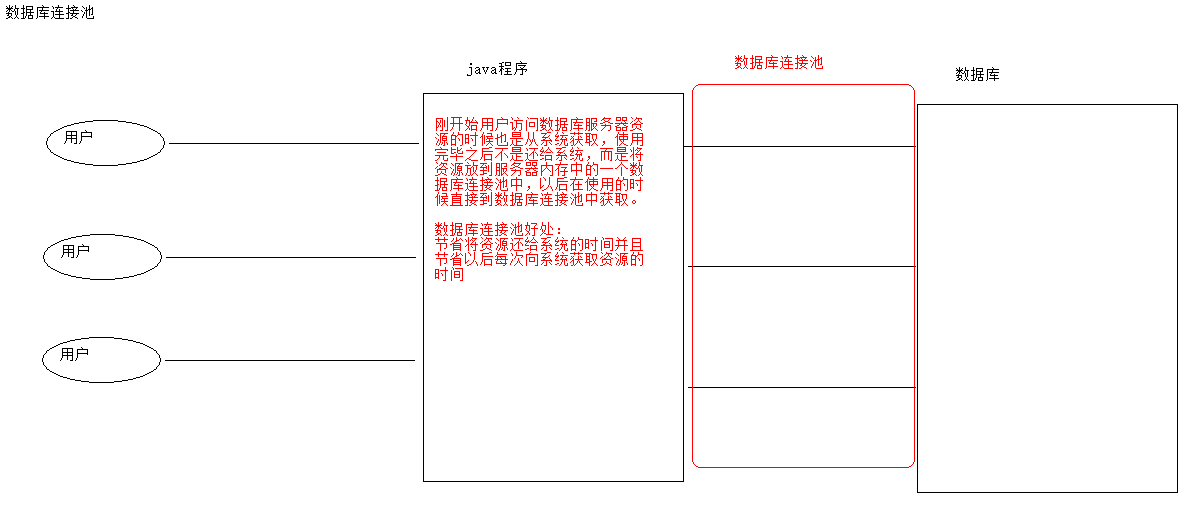 数据库连接池
java程序
数据库连接池
数据库
用户
用户
用户
刚开始用户访问数据库服务器资
源的时候也是从系统获取，使用
完毕之后不是还给系统，而是将
资源放到服务器内存中的一个数
据库连接池中，以后在使用的时
候直接到数据库连接池中获取。
数据库连接池好处：
节省将资源还给系统的时间并且
节省以后每次向系统获取资源的
时间